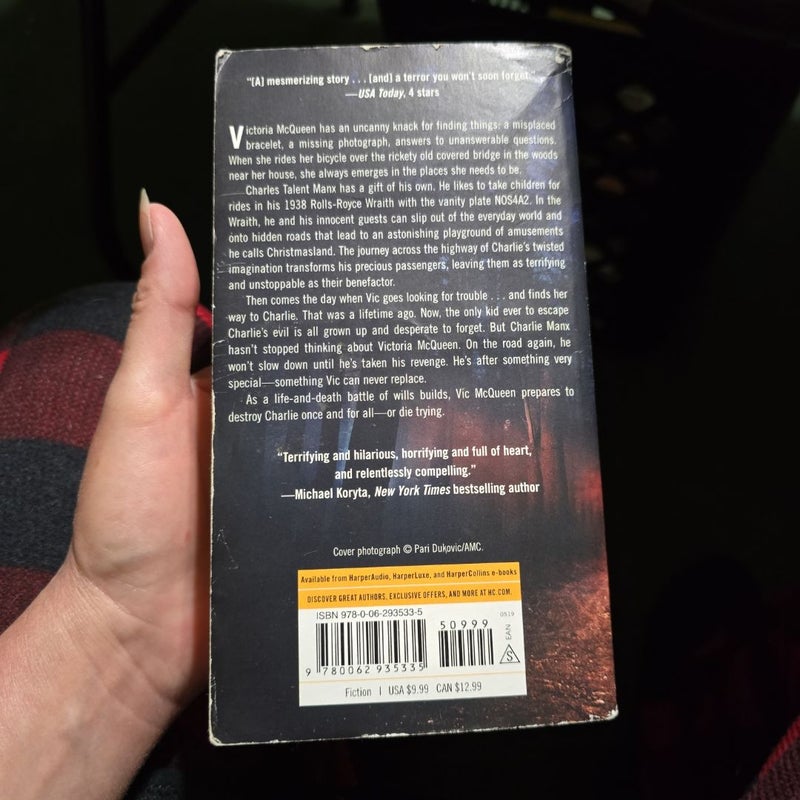 "[A] mesmerizing story . . . [and] a terror you won't soon forget."
—USA Today, 4 stars
Victoria McQueen has an uncanny knack for finding things: a misplaced
bracelet, a missing photograph, answers to unanswerable questions.
When she rides her bicycle over the rickety old covered bridge in the woods
near her house, she always emerges in the places she needs to be.
Charles Talent Manx has a gift of his own. He likes to take children for
rides in his 1938 Rolls-Royce Wraith with the vanity plate NOS4A2. In the
Wraith, he and his innocent guests can slip out of the everyday world and
onto hidden roads that lead to an astonishing playground of amusements
he calls Christmasland. The journey across the highway of Charlie's twisted
imagination transforms his precious passengers, leaving them as terrifying
and unstoppable as their benefactor.
Then comes the day when Vic goes looking for trouble . . . and finds her
way to Charlie. That was a lifetime ago. Now, the only kid ever to escape
Charlie's evil is all grown up and desperate to forget. But Charlie Manx
hasn't stopped thinking about Victoria McQueen. On the road again, he
won't slow down until he's taken his revenge. He's after something very
special—something Vic can never replace.
As a life-and-death battle of wills builds, Vic McQueen prepares to
destroy Charlie once and for all—or die trying.
"Terrifying and hilarious, horrifying and full of heart,
and relentlessly compelling."
—Michael Koryta, New York Times bestselling author
Cover photograph © Pari Dukovic/AMC.
Available from HarperAudio, HarperLuxe, and HarperCollins e-books
DISCOVER GREAT AUTHORS, EXCLUSIVE OFFERS, AND MORE AT HC.COM.
ISBN 978-0-06-293533-5
50999
0519
EAN
S
9 780062 935335
Fiction | USA $9.99 CAN $12.99